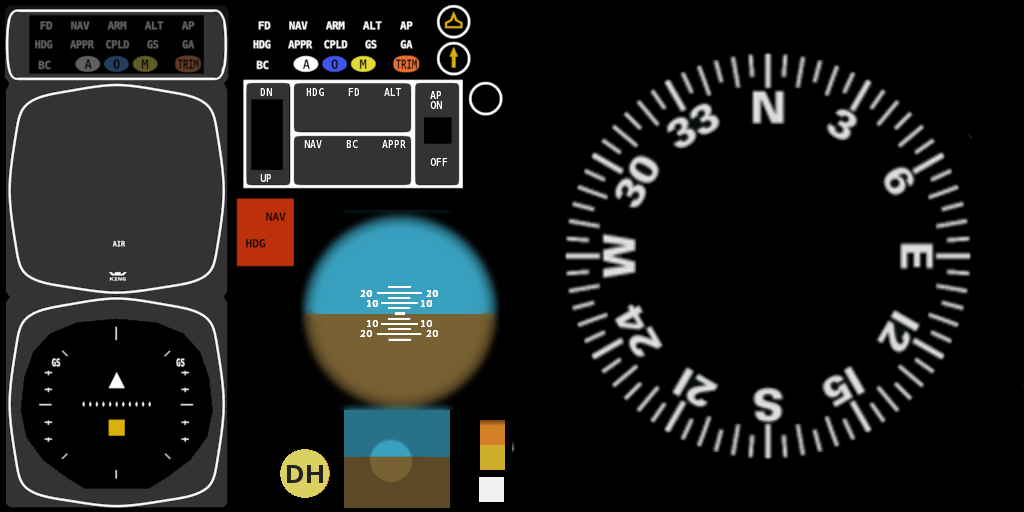 FD NAV ARM ALT AP
HDG APPR CPLD GS GA
BC A O M TRIM
AIR
KING
GS GS
FD NAV ARM ALT AP
HDG APPR CPLD GS GA
BC A O M TRIM
DN HDG FD ALT AP
ON
NAV BC APPR OFF
UP
NAV
HDG
20 20
10 10
10 10
20 20
DH
N
33 3
30 6
W E
24 12
21 15
S